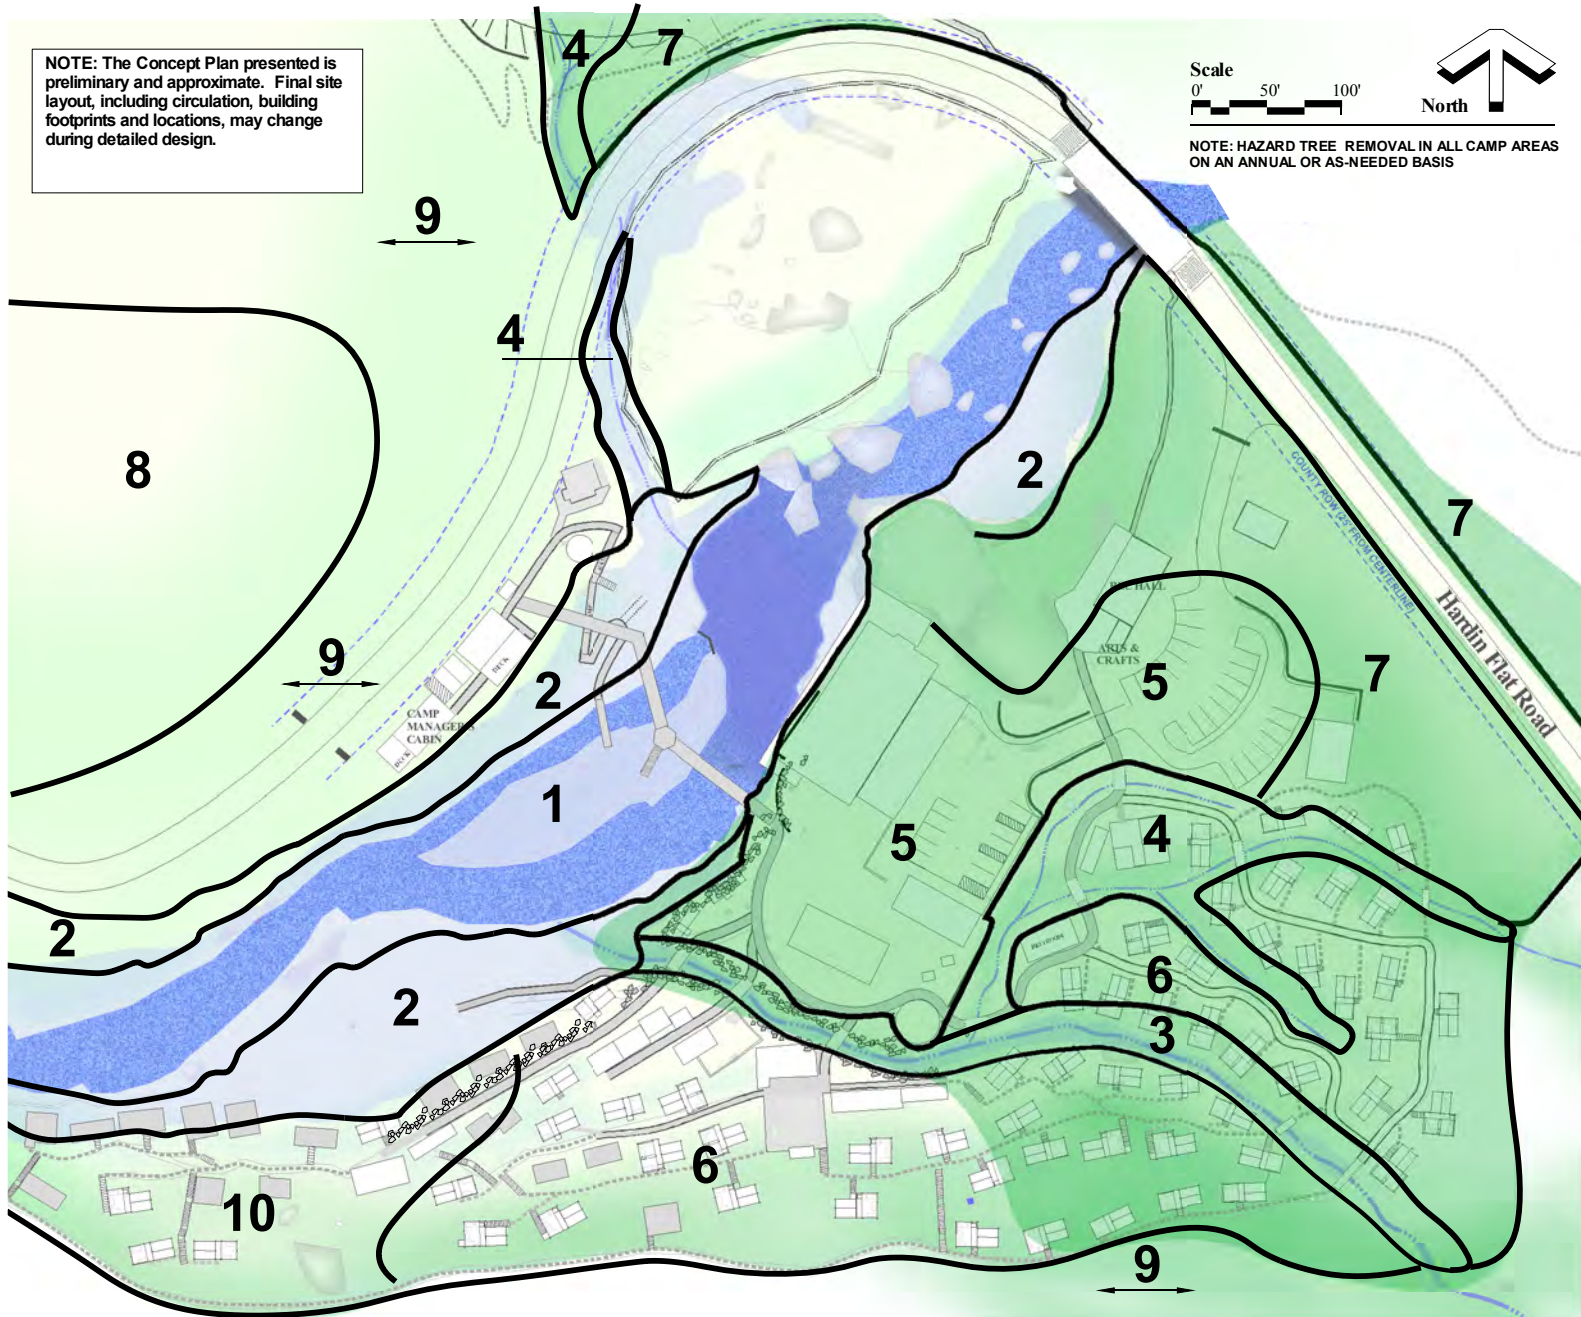 NOTE: The Concept Plan presented is
preliminary and approximate. Final site
layout, including circulation, building
footprints and locations, may change
during detailed design.
4
7
Scale
0' 50' 100'
North
NOTE: HAZARD TREE REMOVAL IN ALL CAMP AREAS
ON AN ANNUAL OR AS-NEEDED BASIS
9
4
8
2
COUNTY ROW (25' FROM CENTERLINE)
7
Hardin Flat Road
REC HALL
ARTS &
CRAFTS
5
7
9
DECK
2
CAMP
MANAGER'S
CABIN
DECK
1
5
4
2
6
2
3
6
10
9